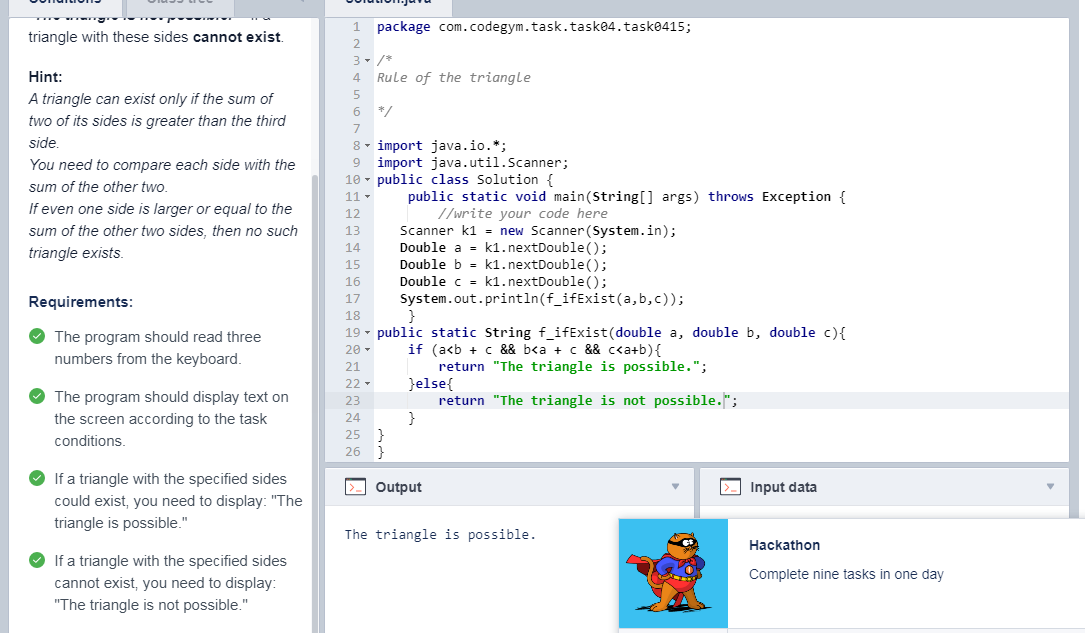 Conditions
Class tree
"The triangle is not possible." - if a
triangle with these sides cannot exist.
Hint:
A triangle can exist only if the sum of
two of its sides is greater than the third
side.
You need to compare each side with the
sum of the other two.
If even one side is larger or equal to the
sum of the other two sides, then no such
triangle exists.
Requirements:
The program should read three
numbers from the keyboard.
The program should display text on
the screen according to the task
conditions.
If a triangle with the specified sides
could exist, you need to display: "The
triangle is possible."
If a triangle with the specified sides
cannot exist, you need to display:
"The triangle is not possible."
Solution.java
1 package com.codegym.task.task04.task0415;
2
3 /*
4 Rule of the triangle
5
6 */
7
8 import java.io.*;
9 import java.util.Scanner;
10 public class Solution {
11     public static void main(String[] args) throws Exception {
12         //write your code here
13    Scanner k1 = new Scanner(System.in);
14    Double a = k1.nextDouble();
15    Double b = k1.nextDouble();
16    Double c = k1.nextDouble();
17    System.out.println(f_ifExist(a,b,c));
18     }
19 public static String f_ifExist(double a, double b, double c){
20     if (a<b + c && b<a + c && c<a+b){
21         return "The triangle is possible.";
22     }else{
23         return "The triangle is not possible.";
24     }
25 }
26 }
Output
The triangle is possible.
Input data
Hackathon
Complete nine tasks in one day